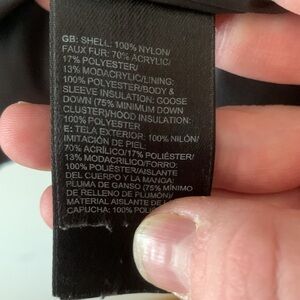 GB: SHELL: 100% NYLON/
FAUX FUR: 70% ACRYLIC/
17% POLYESTER/
13% MODACRYLIC/LINING:
100% POLYESTER/BODY &
SLEEVE INSULATION: GOOSE
DOWN (75% MINIMUM DOWN
CLUSTER)/HOOD INSULATION:
100% POLYESTER
E: TELA EXTERIOR: 100% NILÓN/
IMITACIÓN DE PIEL:
70% ACRÍLICO/17% POLIÉSTER/
13% MODACRÍLICO/FORRO:
100% POLIÉSTER/AISLANTE
DEL CUERPO Y LA MANGA:
PLUMA DE GANSO (75% MÍNIMO
DE RELLENO DE PLUMÓN)/
MATERIAL AISLANTE DE
CAPUCHA: 100%